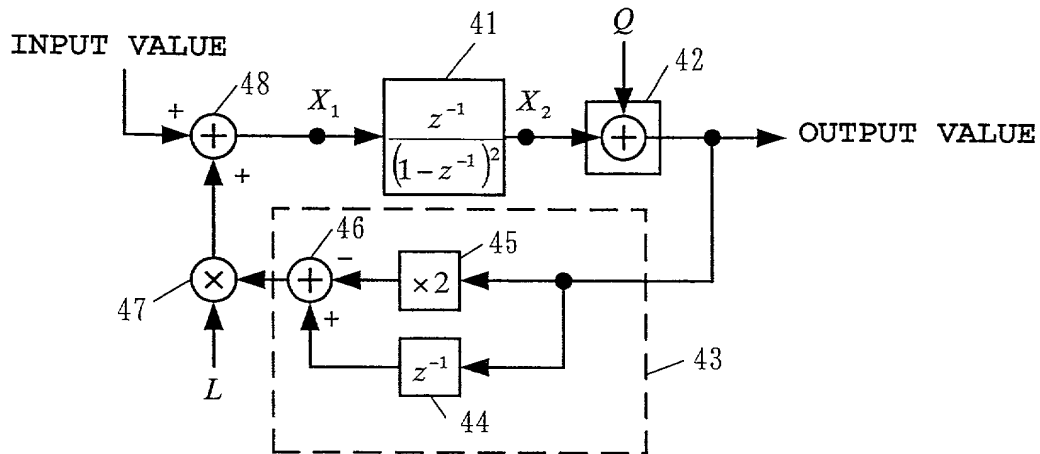 INPUT VALUE
48
+
+
+
X₁
41
z⁻¹
(1−z⁻¹)²
X₂
Q
42
+
OUTPUT VALUE
46
45
−
+
×2
47
×
L
+
z⁻¹
44
43